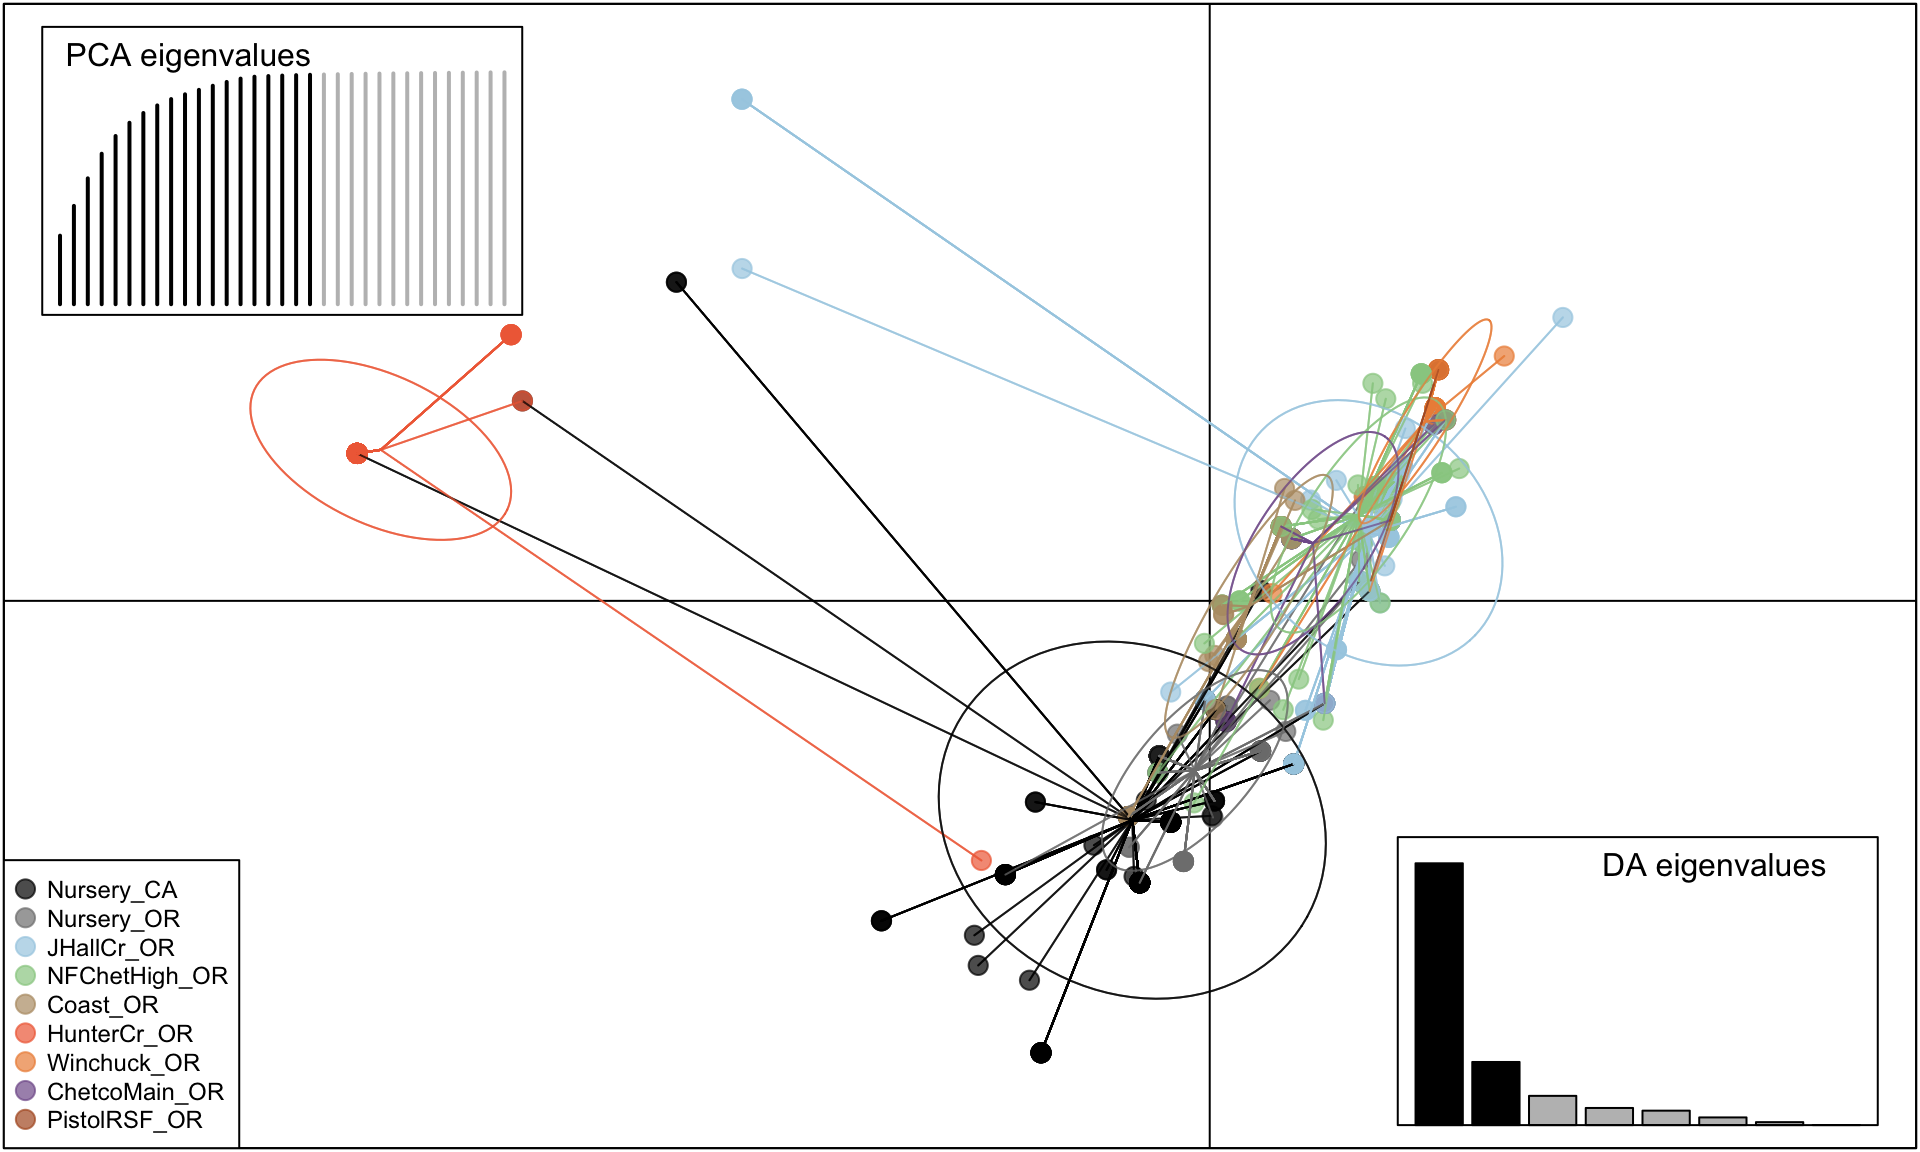 PCA eigenvalues
Nursery_CA
Nursery_OR
JHallCr_OR
NFChetHigh_OR
Coast_OR
HunterCr_OR
Winchuck_OR
ChetcoMain_OR
PistolRSF_OR
DA eigenvalues